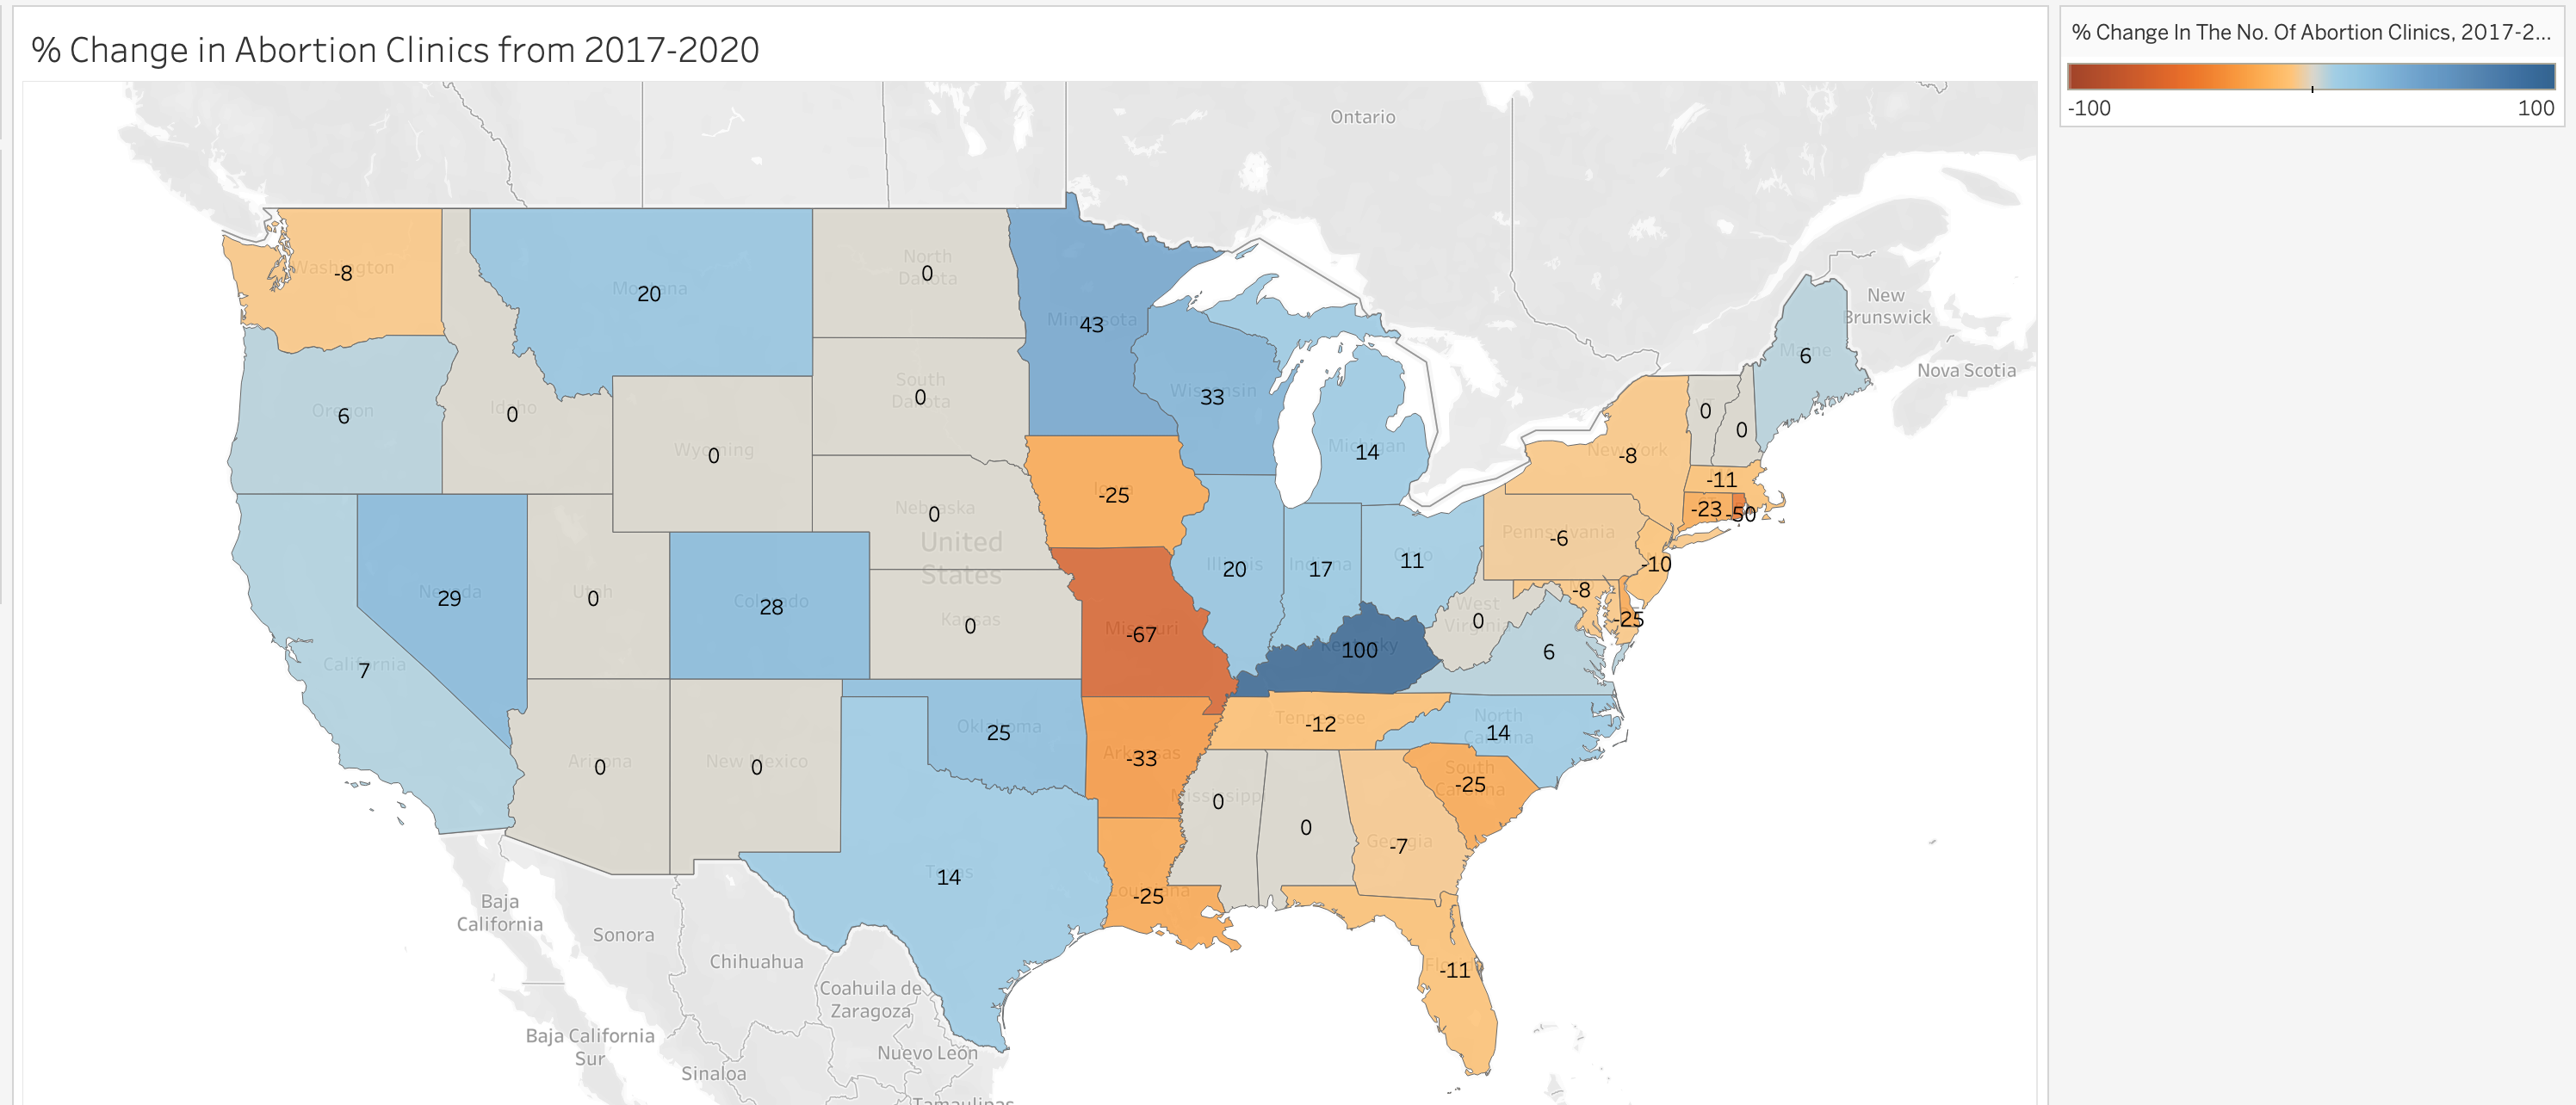 % Change in Abortion Clinics from 2017-2020
% Change In The No. Of Abortion Clinics, 2017-2...
-100
100
Ontario
New
Brunswick
Nova Scotia
Washington
-8
Montana
20
North
Dakota
0
Minnesota
43
Maine
6
Oregon
6
Idaho
0
South
Dakota
0
Wisconsin
33
Michigan
14
Wyoming
0
New York
-8
0
0
-11
-23
-50
Iowa
-25
Nebraska
0
United
States
Pennsylvania
-6
-10
Illinois
20
Indiana
17
Ohio
11
-8
-25
Nevada
29
Utah
0
Colorado
28
Kansas
0
Missouri
-67
West
Virginia
0
Kentucky
100
6
California
7
Oklahoma
25
Tennessee
-12
North
Carolina
14
Arizona
0
New Mexico
0
Arkansas
-33
South
Carolina
-25
Mississippi
0
0
Georgia
-7
Texas
14
Louisiana
-25
Florida
-11
Baja
California
Sonora
Chihuahua
Coahuila de
Zaragoza
Baja California
Sur
Nuevo León
Sinaloa
Tamaulipas